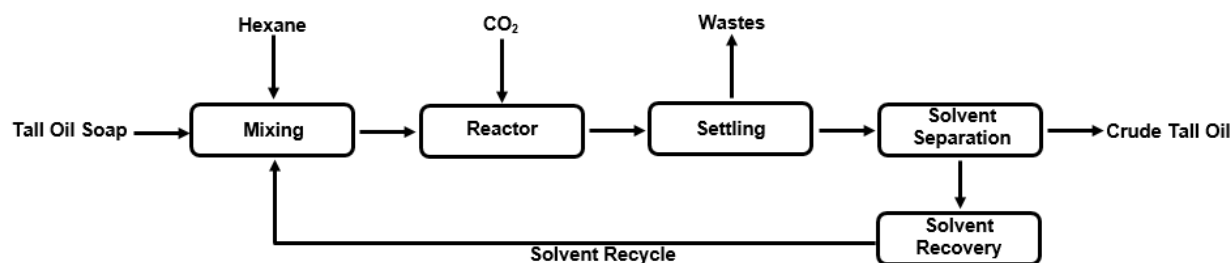 Hexane
CO₂
Wastes
Tall Oil Soap
Mixing
Reactor
Settling
Solvent
Separation
Crude Tall Oil
Solvent
Recovery
Solvent Recycle